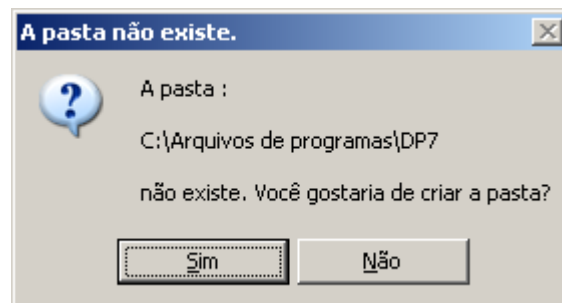 A pasta não existe.
A pasta :
C:\Arquivos de programas\DP7
não existe. Você gostaria de criar a pasta?
Sim
Não